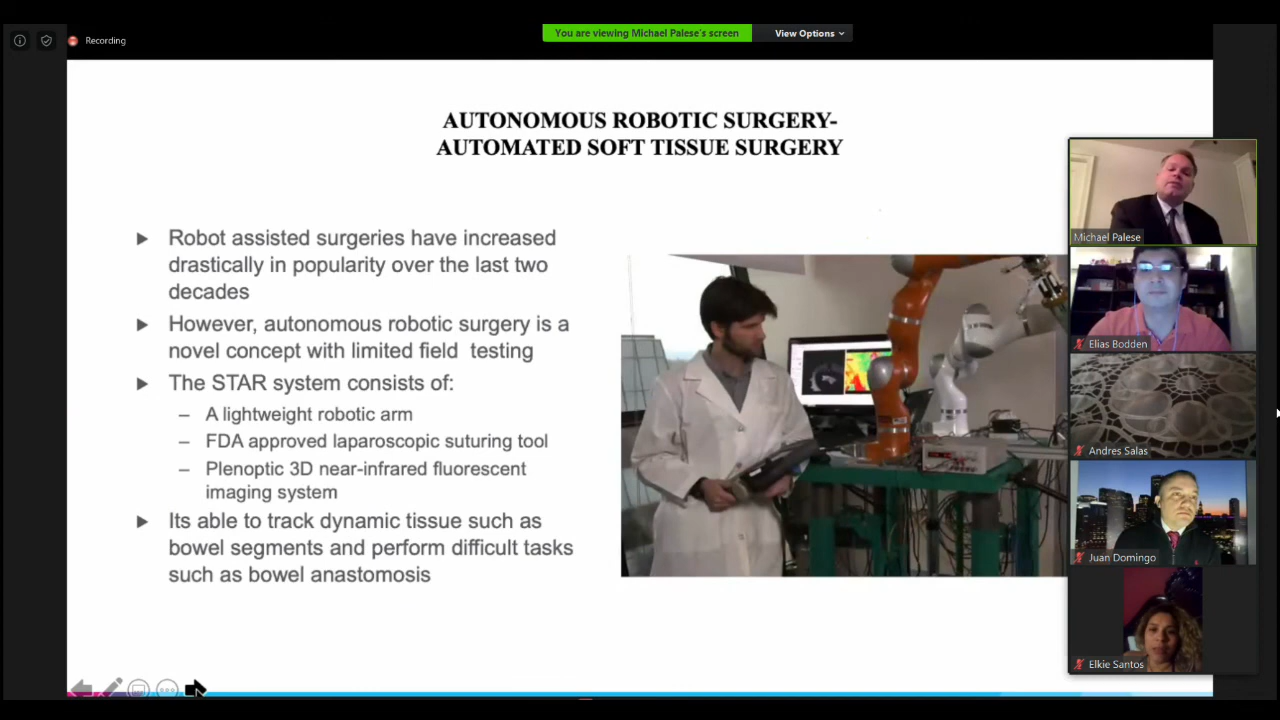 Recording
You are viewing Michael Palese's screen
View Options
AUTONOMOUS ROBOTIC SURGERY-
AUTOMATED SOFT TISSUE SURGERY
Robot assisted surgeries have increased
drastically in popularity over the last two
decades
However, autonomous robotic surgery is a
novel concept with limited field testing
The STAR system consists of:
– A lightweight robotic arm
– FDA approved laparoscopic suturing tool
– Plenoptic 3D near-infrared fluorescent
imaging system
Its able to track dynamic tissue such as
bowel segments and perform difficult tasks
such as bowel anastomosis
Michael Palese
Elias Bodden
Andres Salas
Juan Domingo
Elkie Santos